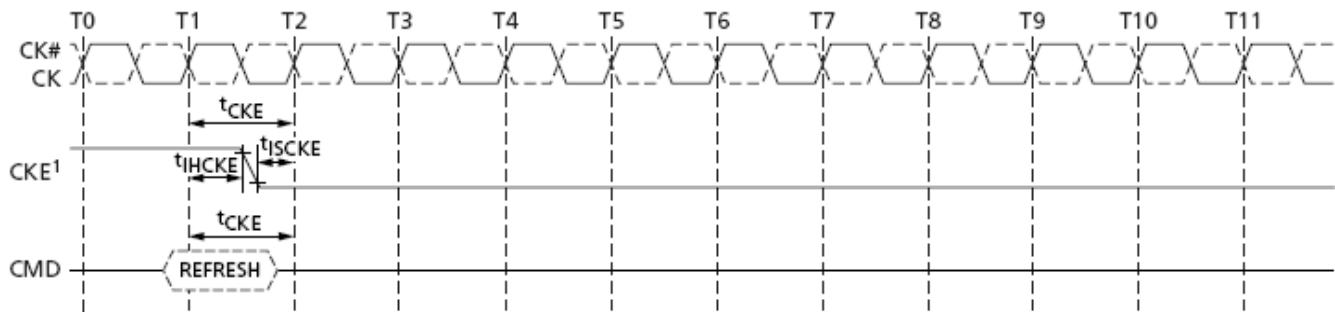 T0 T1 T2 T3 T4 T5 T6 T7 T8 T9 T10 T11
CK#
CK
tCKE
tISCKE
CKE1
tIHCKE
tCKE
CMD
REFRESH